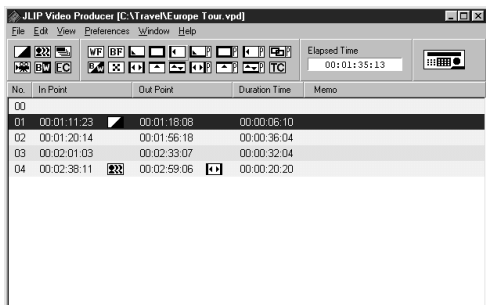 JLIP Video Producer [C:\Travel\Europe Tour.vpd]
File Edit View Preferences Window Help
WF BF P P P
Elapsed Time
BW EC B/W P P TC
00:01:35:13
No. In Point Out Point Duration Time Memo
00
01 00:01:11:23 00:01:18:08 00:00:06:10
02 00:01:20:14 00:01:56:18 00:00:36:04
03 00:02:01:03 00:02:33:07 00:00:32:04
04 00:02:38:11 00:02:59:06 00:00:20:20